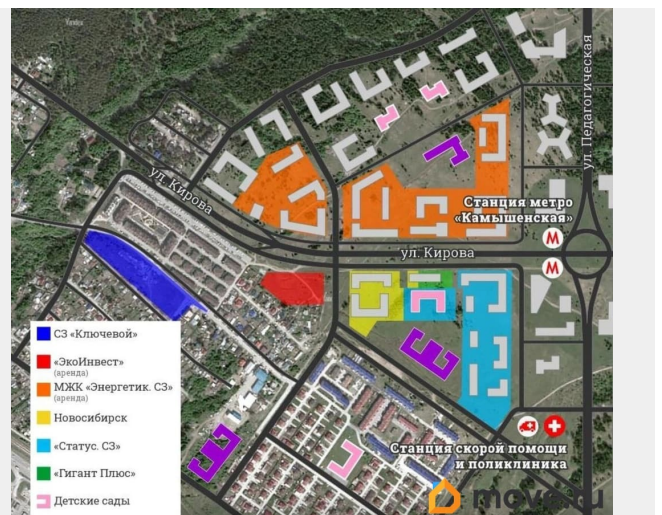 ул. Педагогическая
ул. Кирова
Станция метро
«Камышенская»
М
ул. Кирова
М
СЗ «Ключевой»
«ЭкоИнвест»
(аренда)
МЖК «Энергетик. СЗ»
(аренда)
Новосибирск
«Статус. СЗ»
«Гигант Плюс»
Детские сады
Станция скорой помощи
и поликлиника
move.ru